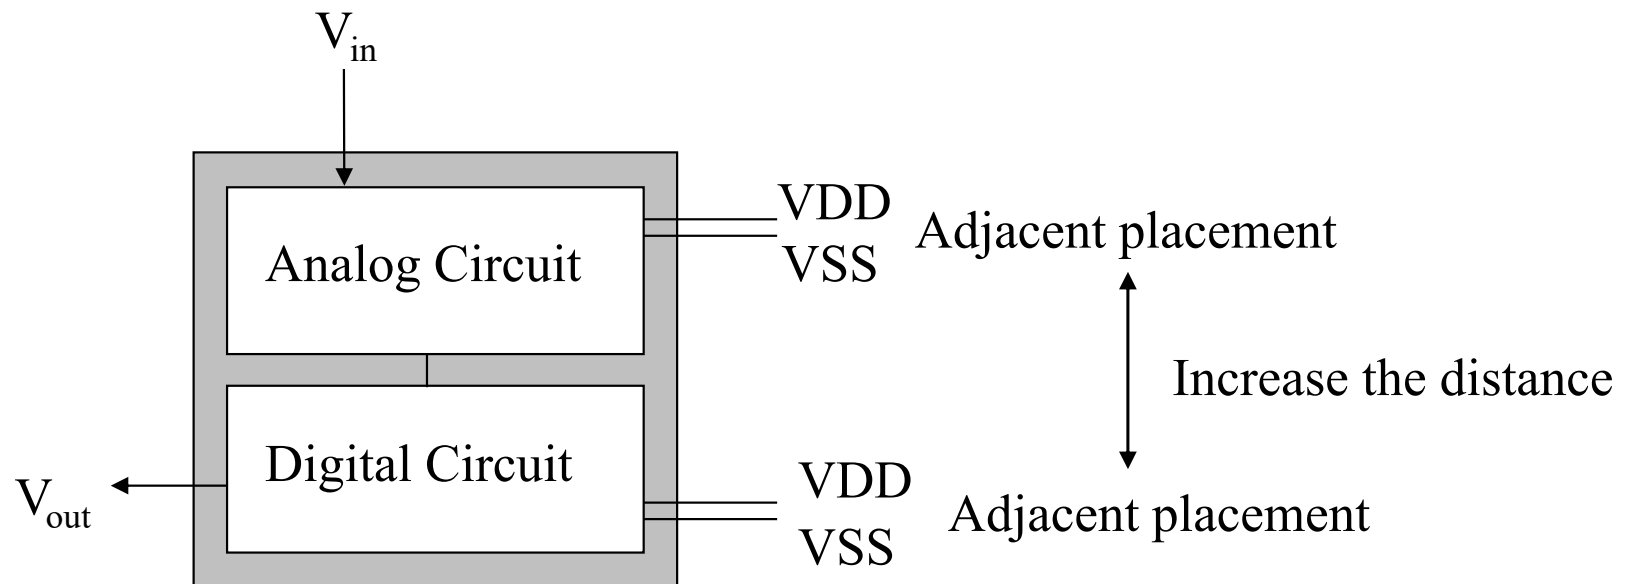 Vin
VDD
Adjacent placement
VSS
Analog Circuit
Increase the distance
Digital Circuit
VDD
Vout
Adjacent placement
VSS